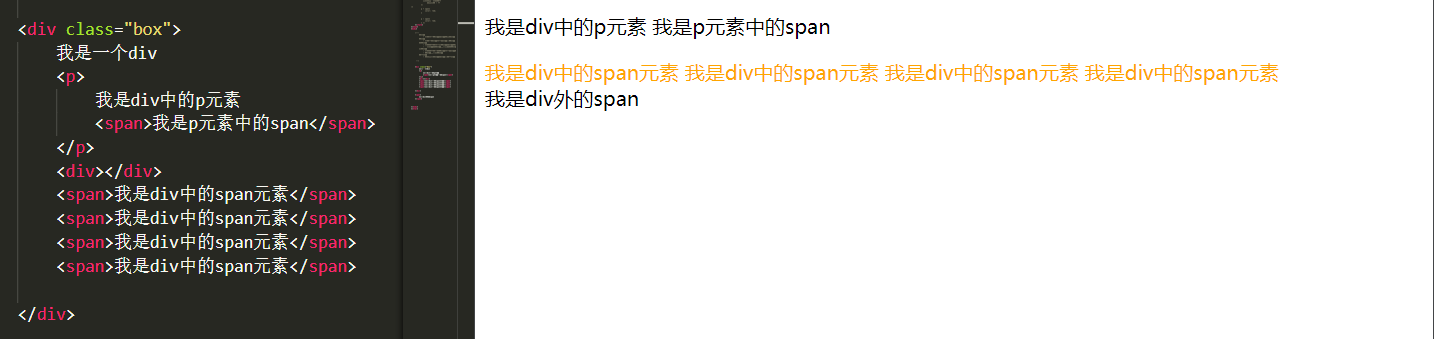 <div class="box">
我是一个div
<p>
我是div中的p元素
<span>我是p元素中的span</span>
</p>
<div></div>
<span>我是div中的span元素</span>
<span>我是div中的span元素</span>
<span>我是div中的span元素</span>
<span>我是div中的span元素</span>
</div>
我是div中的p元素 我是p元素中的span
我是div中的span元素 我是div中的span元素 我是div中的span元素 我是div中的span元素
我是div外的span